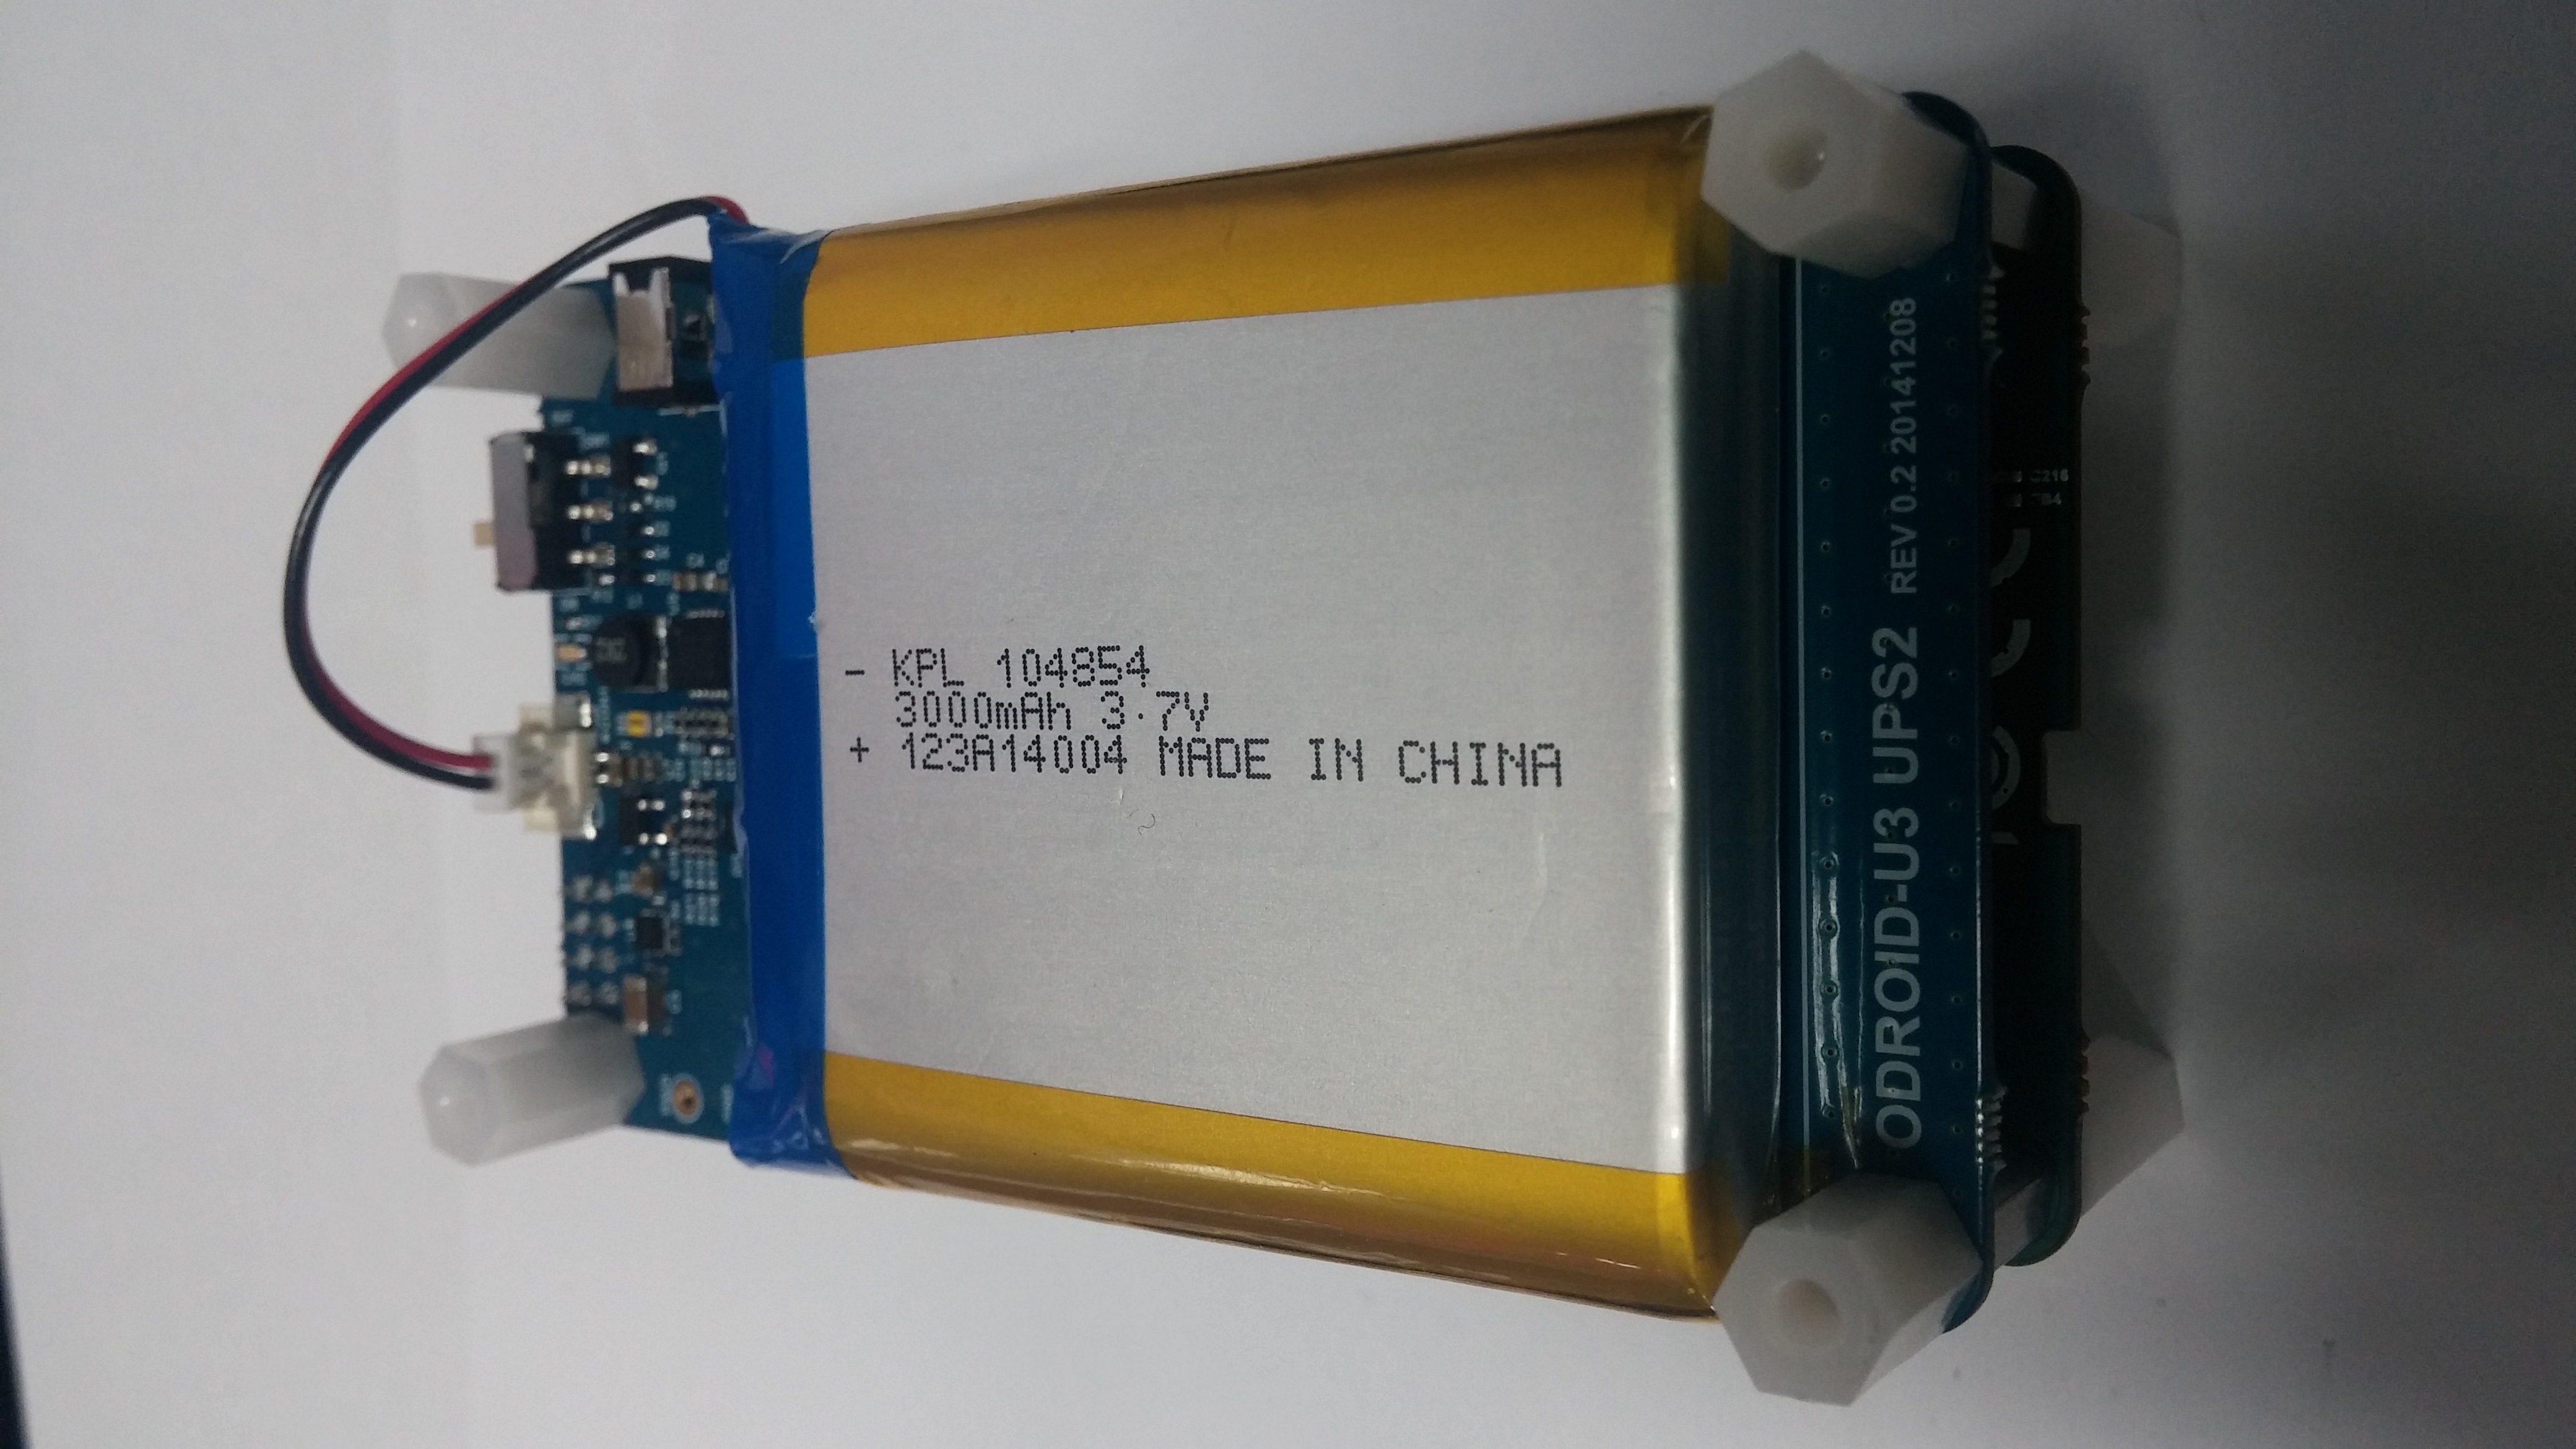 - KPL 104854
3000mAh 3.7V
+ 123A14004 MADE IN CHINA
ODROID-U3 UPS2 REV 0.2 20141208